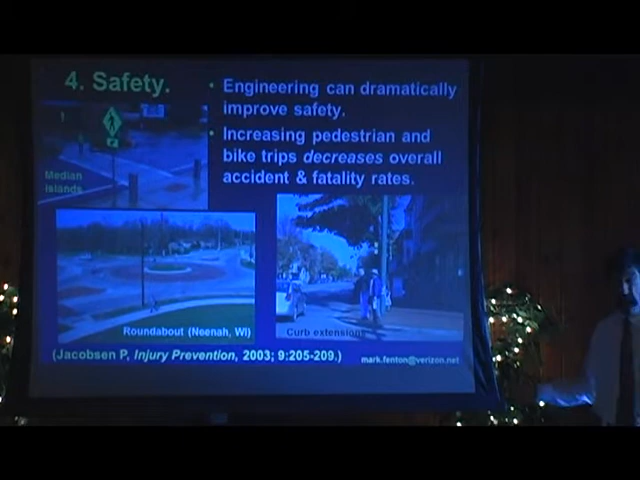 4. Safety.
• Engineering can dramatically
improve safety.
• Increasing pedestrian and
bike trips decreases overall
accident & fatality rates.
Median
islands
Roundabout (Neenah, WI)
Curb extensions
(Jacobsen P, Injury Prevention, 2003; 9:205-209.)
mark.fenton@verizon.net